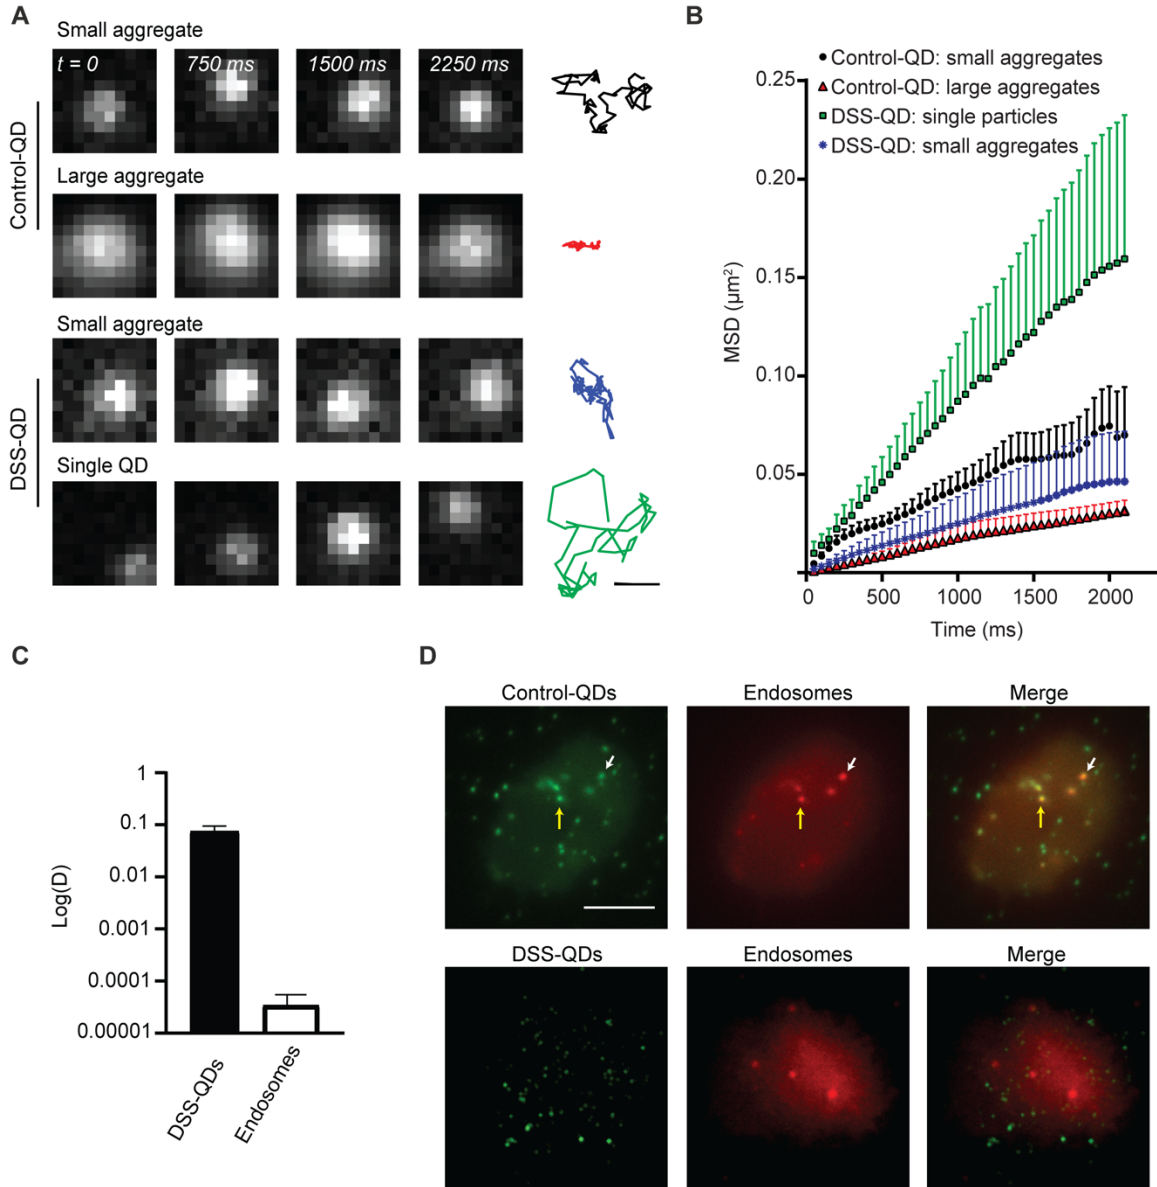 A
Small aggregate
t = 0
750 ms
1500 ms
2250 ms
Control-QD
Large aggregate
Small aggregate
DSS-QD
Single QD
B
Control-QD: small aggregates
Control-QD: large aggregates
DSS-QD: single particles
DSS-QD: small aggregates
0.25
0.20
0.15
0.10
0.05
MSD (µm²)
0
500
1000
1500
2000
Time (ms)
C
1
0.1
0.01
0.001
0.0001
0.00001
Log(D)
DSS-QDs
Endosomes
D
Control-QDs
Endosomes
Merge
DSS-QDs
Endosomes
Merge